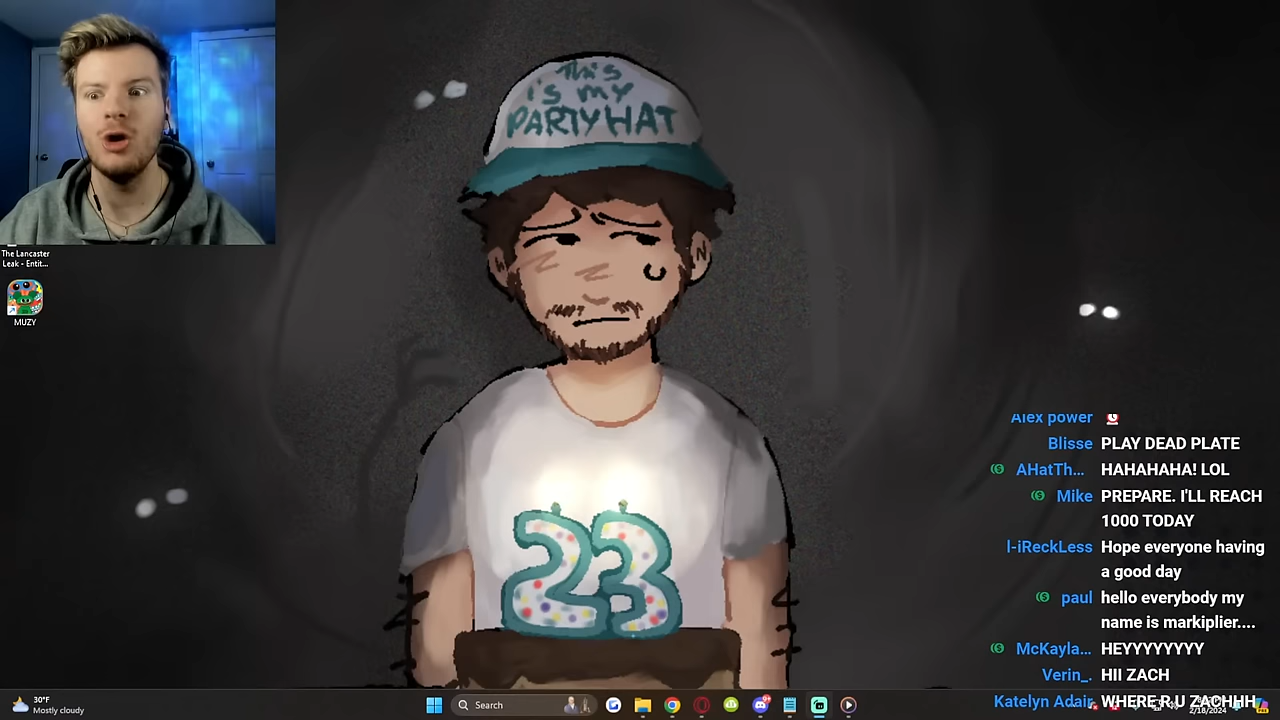 This
is my
PARTY HAT
The Lancaster
Leak - Entit...
MUZY
23
Alex power
Blisse PLAY DEAD PLATE
AHatTh... HAHAHAHA! LOL
Mike PREPARE. I'LL REACH
1000 TODAY
I-iReckLess Hope everyone having
a good day
paul hello everybody my
name is markiplier....
McKayla... HEYYYYYYYY
Verin_. HII ZACH
Katelyn Adair WHERE R U ZACHHH
30°F
Mostly cloudy
Search
2/18/2024